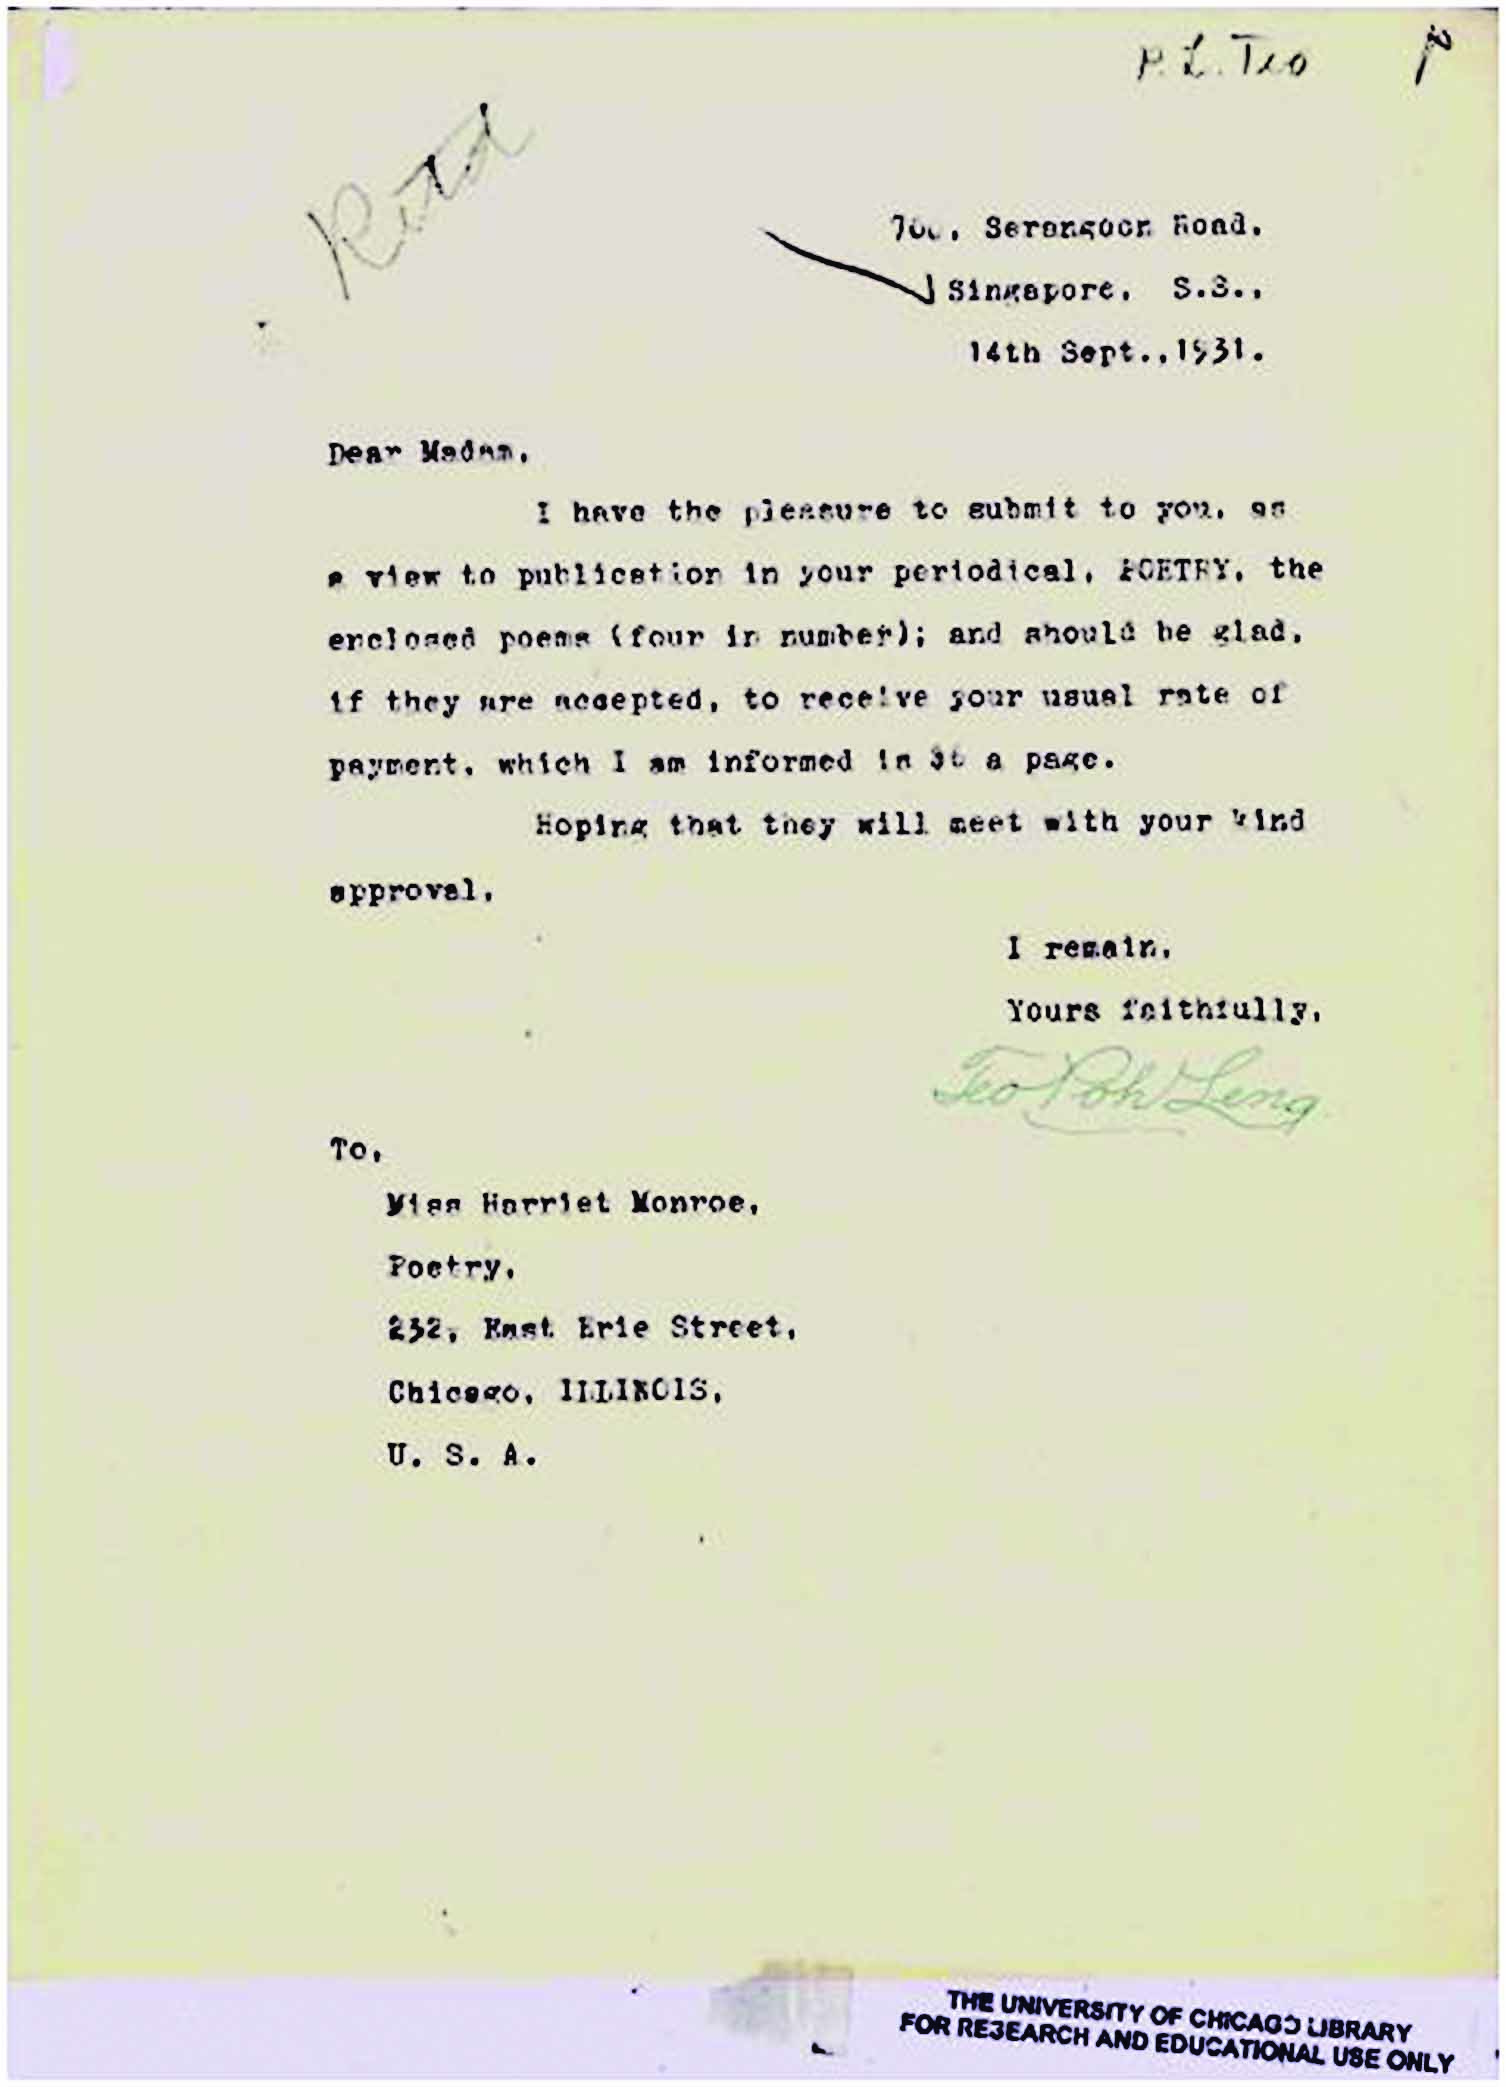 P. L. Teo
Serangoon Road,
Singapore, S.S.,
14th Sept.,1931.
Dear Madam,
I have the pleasure to submit to you, as
a view to publication in your periodical, POETRY, the
enclosed poems (four in number); and should be glad,
if they are accepted, to receive your usual rate of
payment, which I am informed is a page.
Hoping that they will meet with your kind
approval,
I remain,
Yours faithfully,
Teo Poh Leng
To,
Miss Harriet Monroe,
Poetry,
232, East Erie Street,
Chicago, ILLINOIS,
U. S. A.
THE UNIVERSITY OF CHICAGO LIBRARY
FOR RESEARCH AND EDUCATIONAL USE ONLY